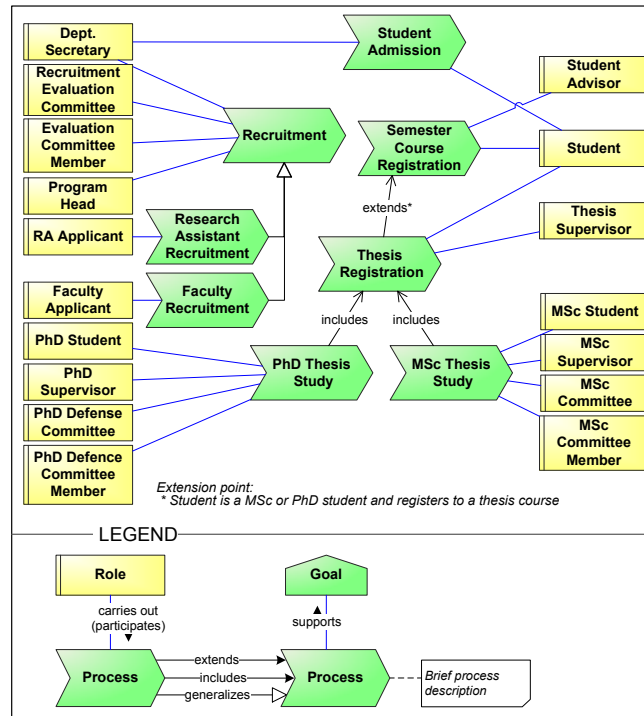 Dept.
Secretary
Student
Admission
Student
Advisor
Recruitment
Evaluation
Committee
Recruitment
Semester
Course
Registration
Evaluation
Committee
Member
Student
Program
Head
extends*
RA Applicant
Research
Assistant
Recruitment
Thesis
Supervisor
Thesis
Registration
Faculty
Applicant
Faculty
Recruitment
includes
includes
MSc Student
PhD Student
PhD Thesis
Study
MSc Thesis
Study
MSc
Supervisor
PhD
Supervisor
MSc
Committee
PhD Defense
Committee
MSc
Committee
Member
PhD Defence
Committee
Member
Extension point:
* Student is a MSc or PhD student and registers to a thesis course
LEGEND
Role
Goal
carries out
(participates)
supports
Process
extends
includes
generalizes
Process
Brief process
description